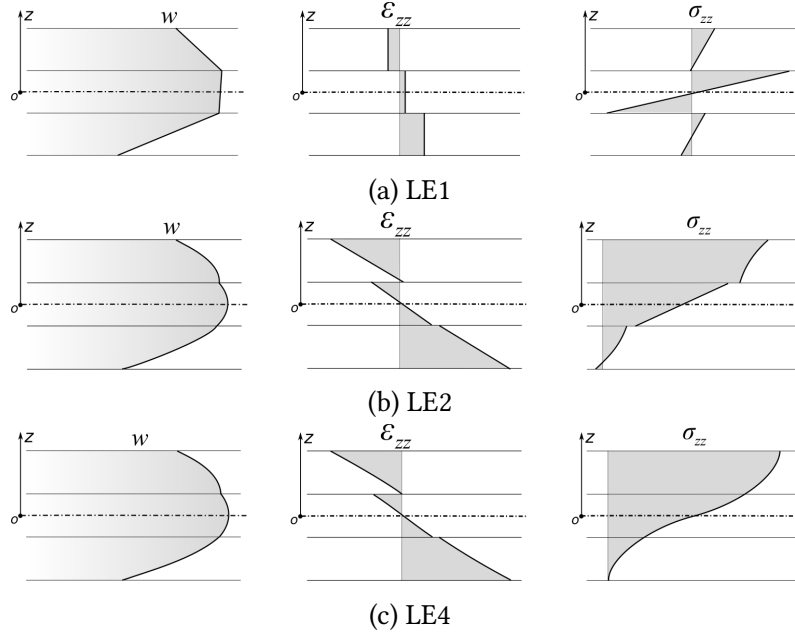 z w z ε_zz z σ_zz
o o o
(a) LE1
z w z ε_zz z σ_zz
o o o
(b) LE2
z w z ε_zz z σ_zz
o o o
(c) LE4